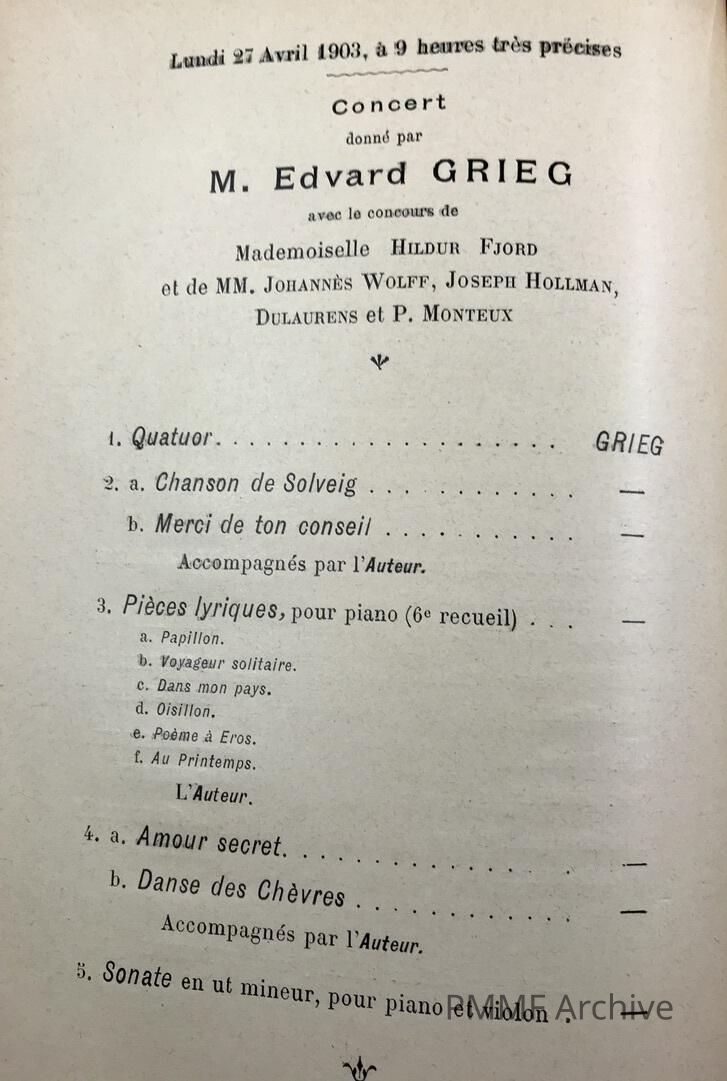 Lundi 27 Avril 1903, à 9 heures très précises
Concert
donné par
M. Edvard GRIEG
avec le concours de
Mademoiselle HILDUR FJORD
et de MM. JOHANNÈS WOLFF, JOSEPH HOLLMAN,
DULAURENS et P. MONTEUX
1. Quatuor. . . . . . . . . . . . . . . . . . . . GRIEG
2. a. Chanson de Solveig . . . . . . . . . . . . —
b. Merci de ton conseil . . . . . . . . . . . —
Accompagnés par l'Auteur.
3. Pièces lyriques, pour piano (6e recueil) . . . —
a. Papillon.
b. Voyageur solitaire.
c. Dans mon pays.
d. Oisillon.
e. Poème à Eros.
f. Au Printemps.
L'Auteur.
4. a. Amour secret. . . . . . . . . . . . . . . —
b. Danse des Chèvres . . . . . . . . . . . . —
Accompagnés par l'Auteur.
5. Sonate en ut mineur, pour piano et violon . —
PMMF Archive